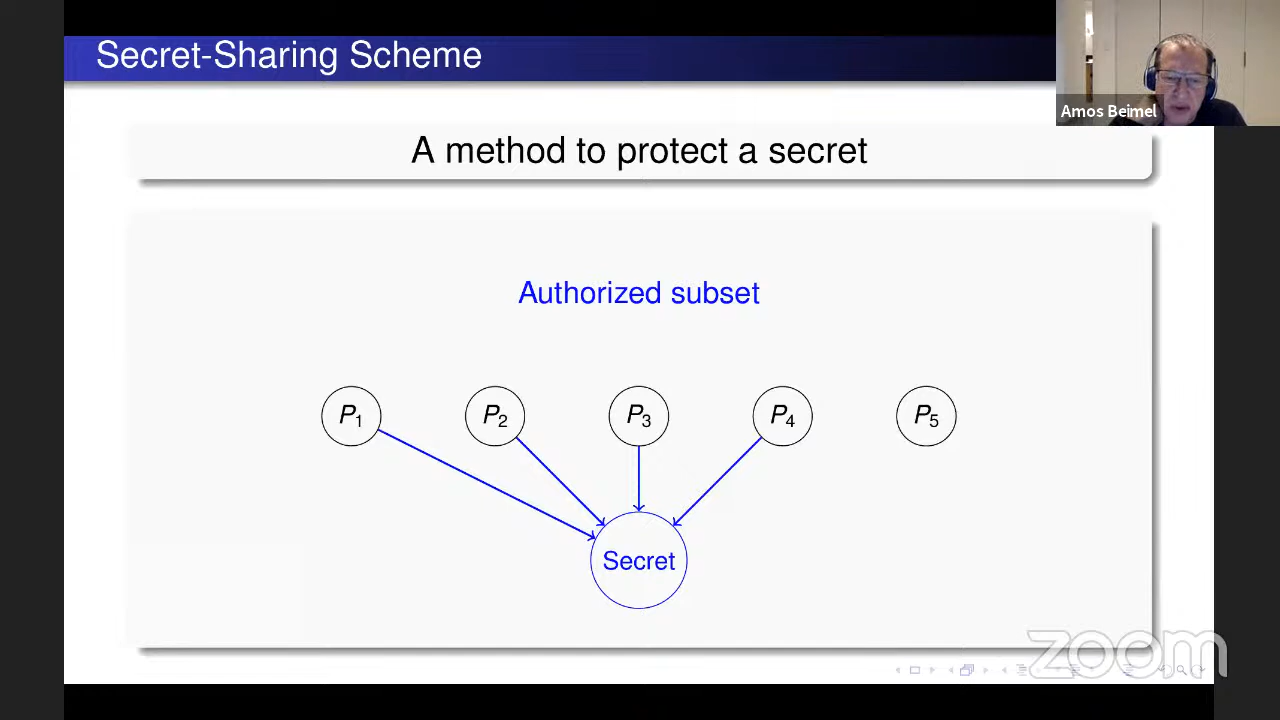 Secret-Sharing Scheme
Amos Beimel
A method to protect a secret
Authorized subset
P1 P2 P3 P4 P5
Secret
zoom